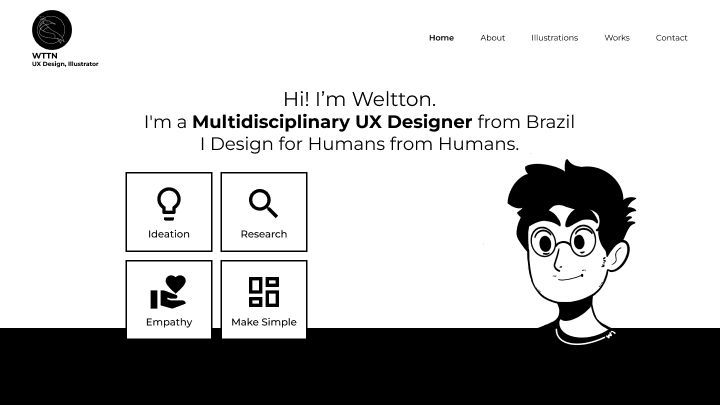 WTTN
UX Design, Illustrator
Home About Illustrations Works Contact
Hi! I’m Weltton.
I'm a Multidisciplinary UX Designer from Brazil
I Design for Humans from Humans.
Ideation Research
Empathy Make Simple